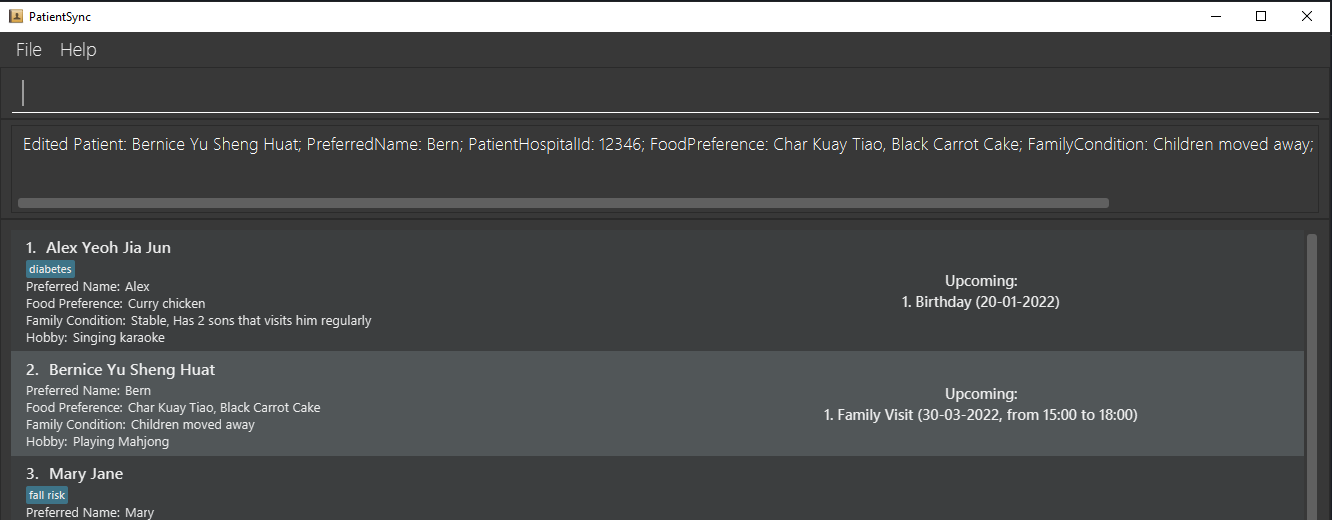 PatientSync
File Help
Edited Patient: Bernice Yu Sheng Huat; PreferredName: Bern; PatientHospitalId: 12346; FoodPreference: Char Kuay Tiao, Black Carrot Cake; FamilyCondition: Children moved away;
1. Alex Yeoh Jia Jun
diabetes
Preferred Name: Alex
Food Preference: Curry chicken
Family Condition: Stable, Has 2 sons that visits him regularly
Hobby: Singing karaoke
Upcoming:
1. Birthday (20-01-2022)
2. Bernice Yu Sheng Huat
Preferred Name: Bern
Food Preference: Char Kuay Tiao, Black Carrot Cake
Family Condition: Children moved away
Hobby: Playing Mahjong
Upcoming:
1. Family Visit (30-03-2022, from 15:00 to 18:00)
3. Mary Jane
fall risk
Preferred Name: Mary